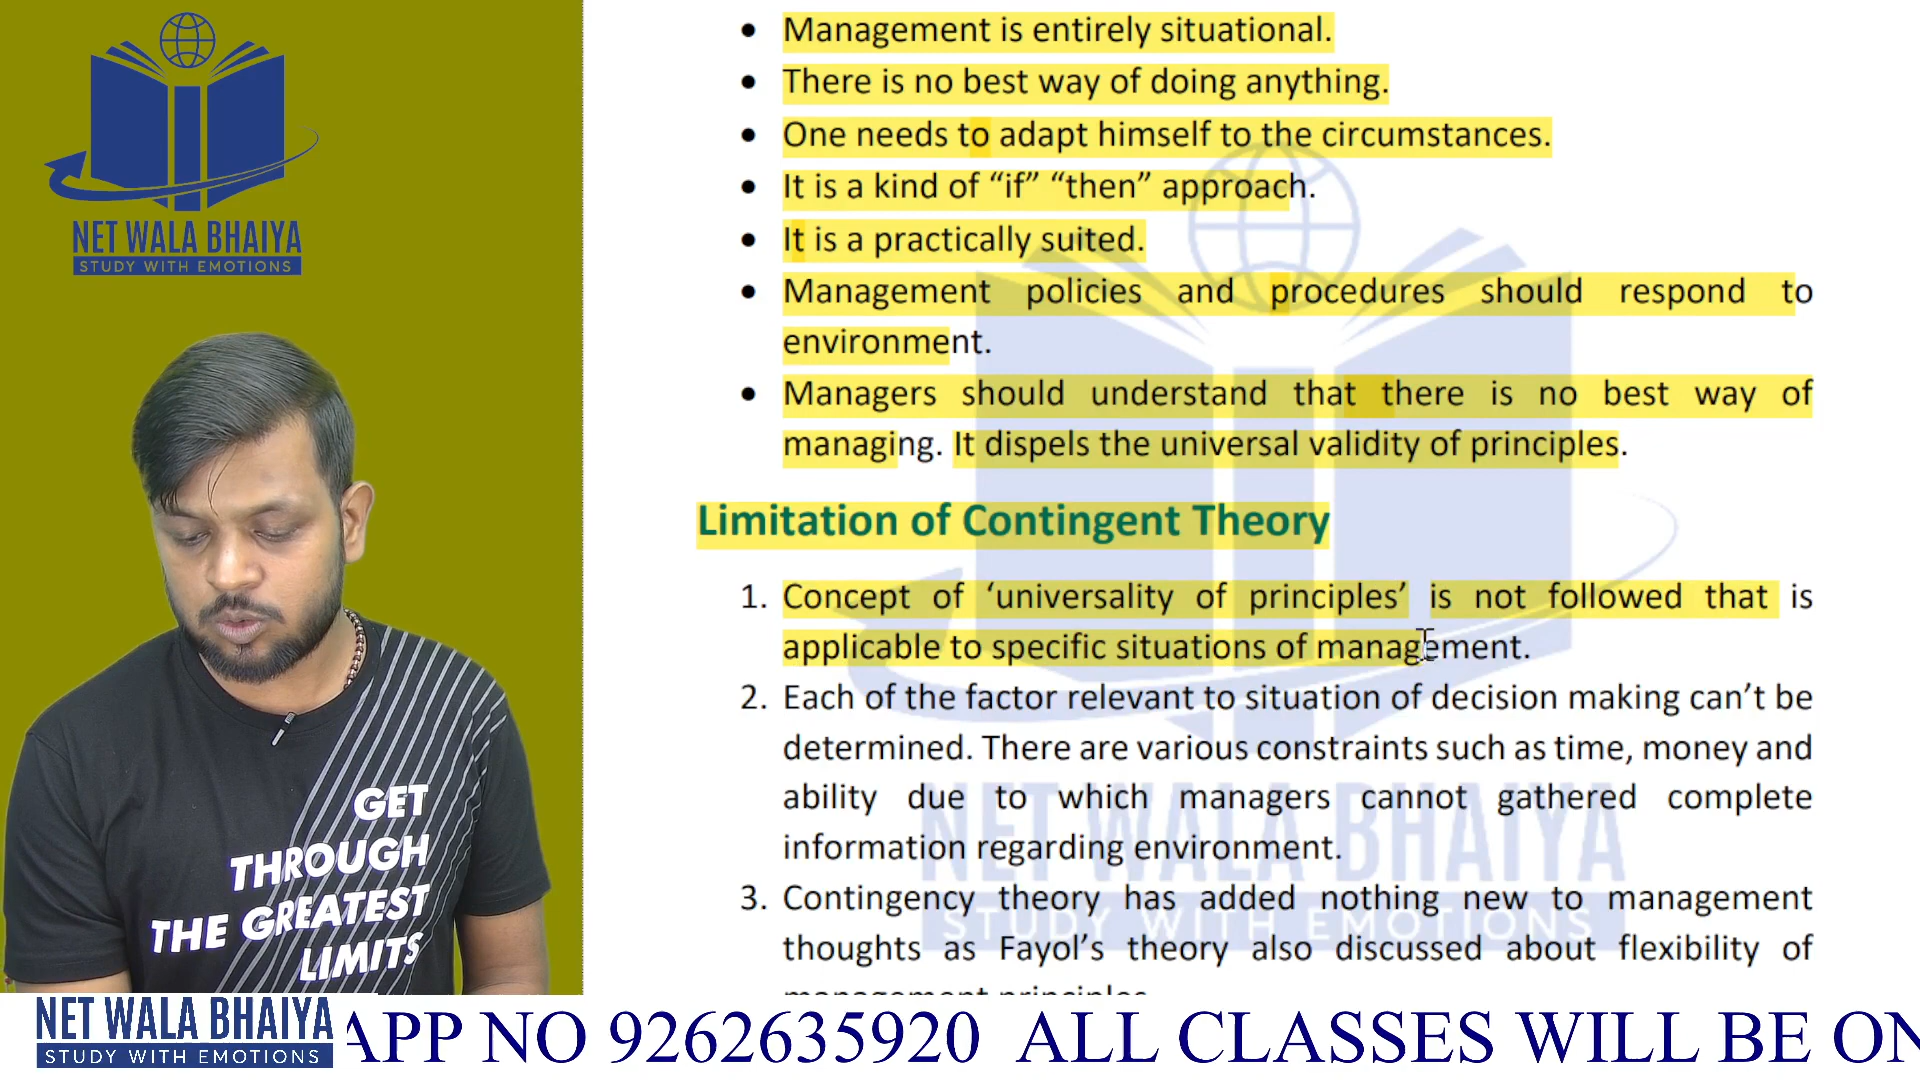 NET WALA BHAIYA
STUDY WITH EMOTIONS
GET
THROUGH
THE GREATEST
LIMITS
• Management is entirely situational.
• There is no best way of doing anything.
• One needs to adapt himself to the circumstances.
• It is a kind of “if” “then” approach.
• It is a practically suited.
• Management policies and procedures should respond to
environment.
• Managers should understand that there is no best way of
managing. It dispels the universal validity of principles.
Limitation of Contingent Theory
1. Concept of ‘universality of principles’ is not followed that is
applicable to specific situations of management.
2. Each of the factor relevant to situation of decision making can’t be
determined. There are various constraints such as time, money and
ability due to which managers cannot gathered complete
information regarding environment.
3. Contingency theory has added nothing new to management
thoughts as Fayol’s theory also discussed about flexibility of
management principles.
NET WALA BHAIYA
STUDY WITH EMOTIONS
NET WALA BHAIYA
STUDY WITH EMOTIONS
APP NO 9262635920 ALL CLASSES WILL BE ON